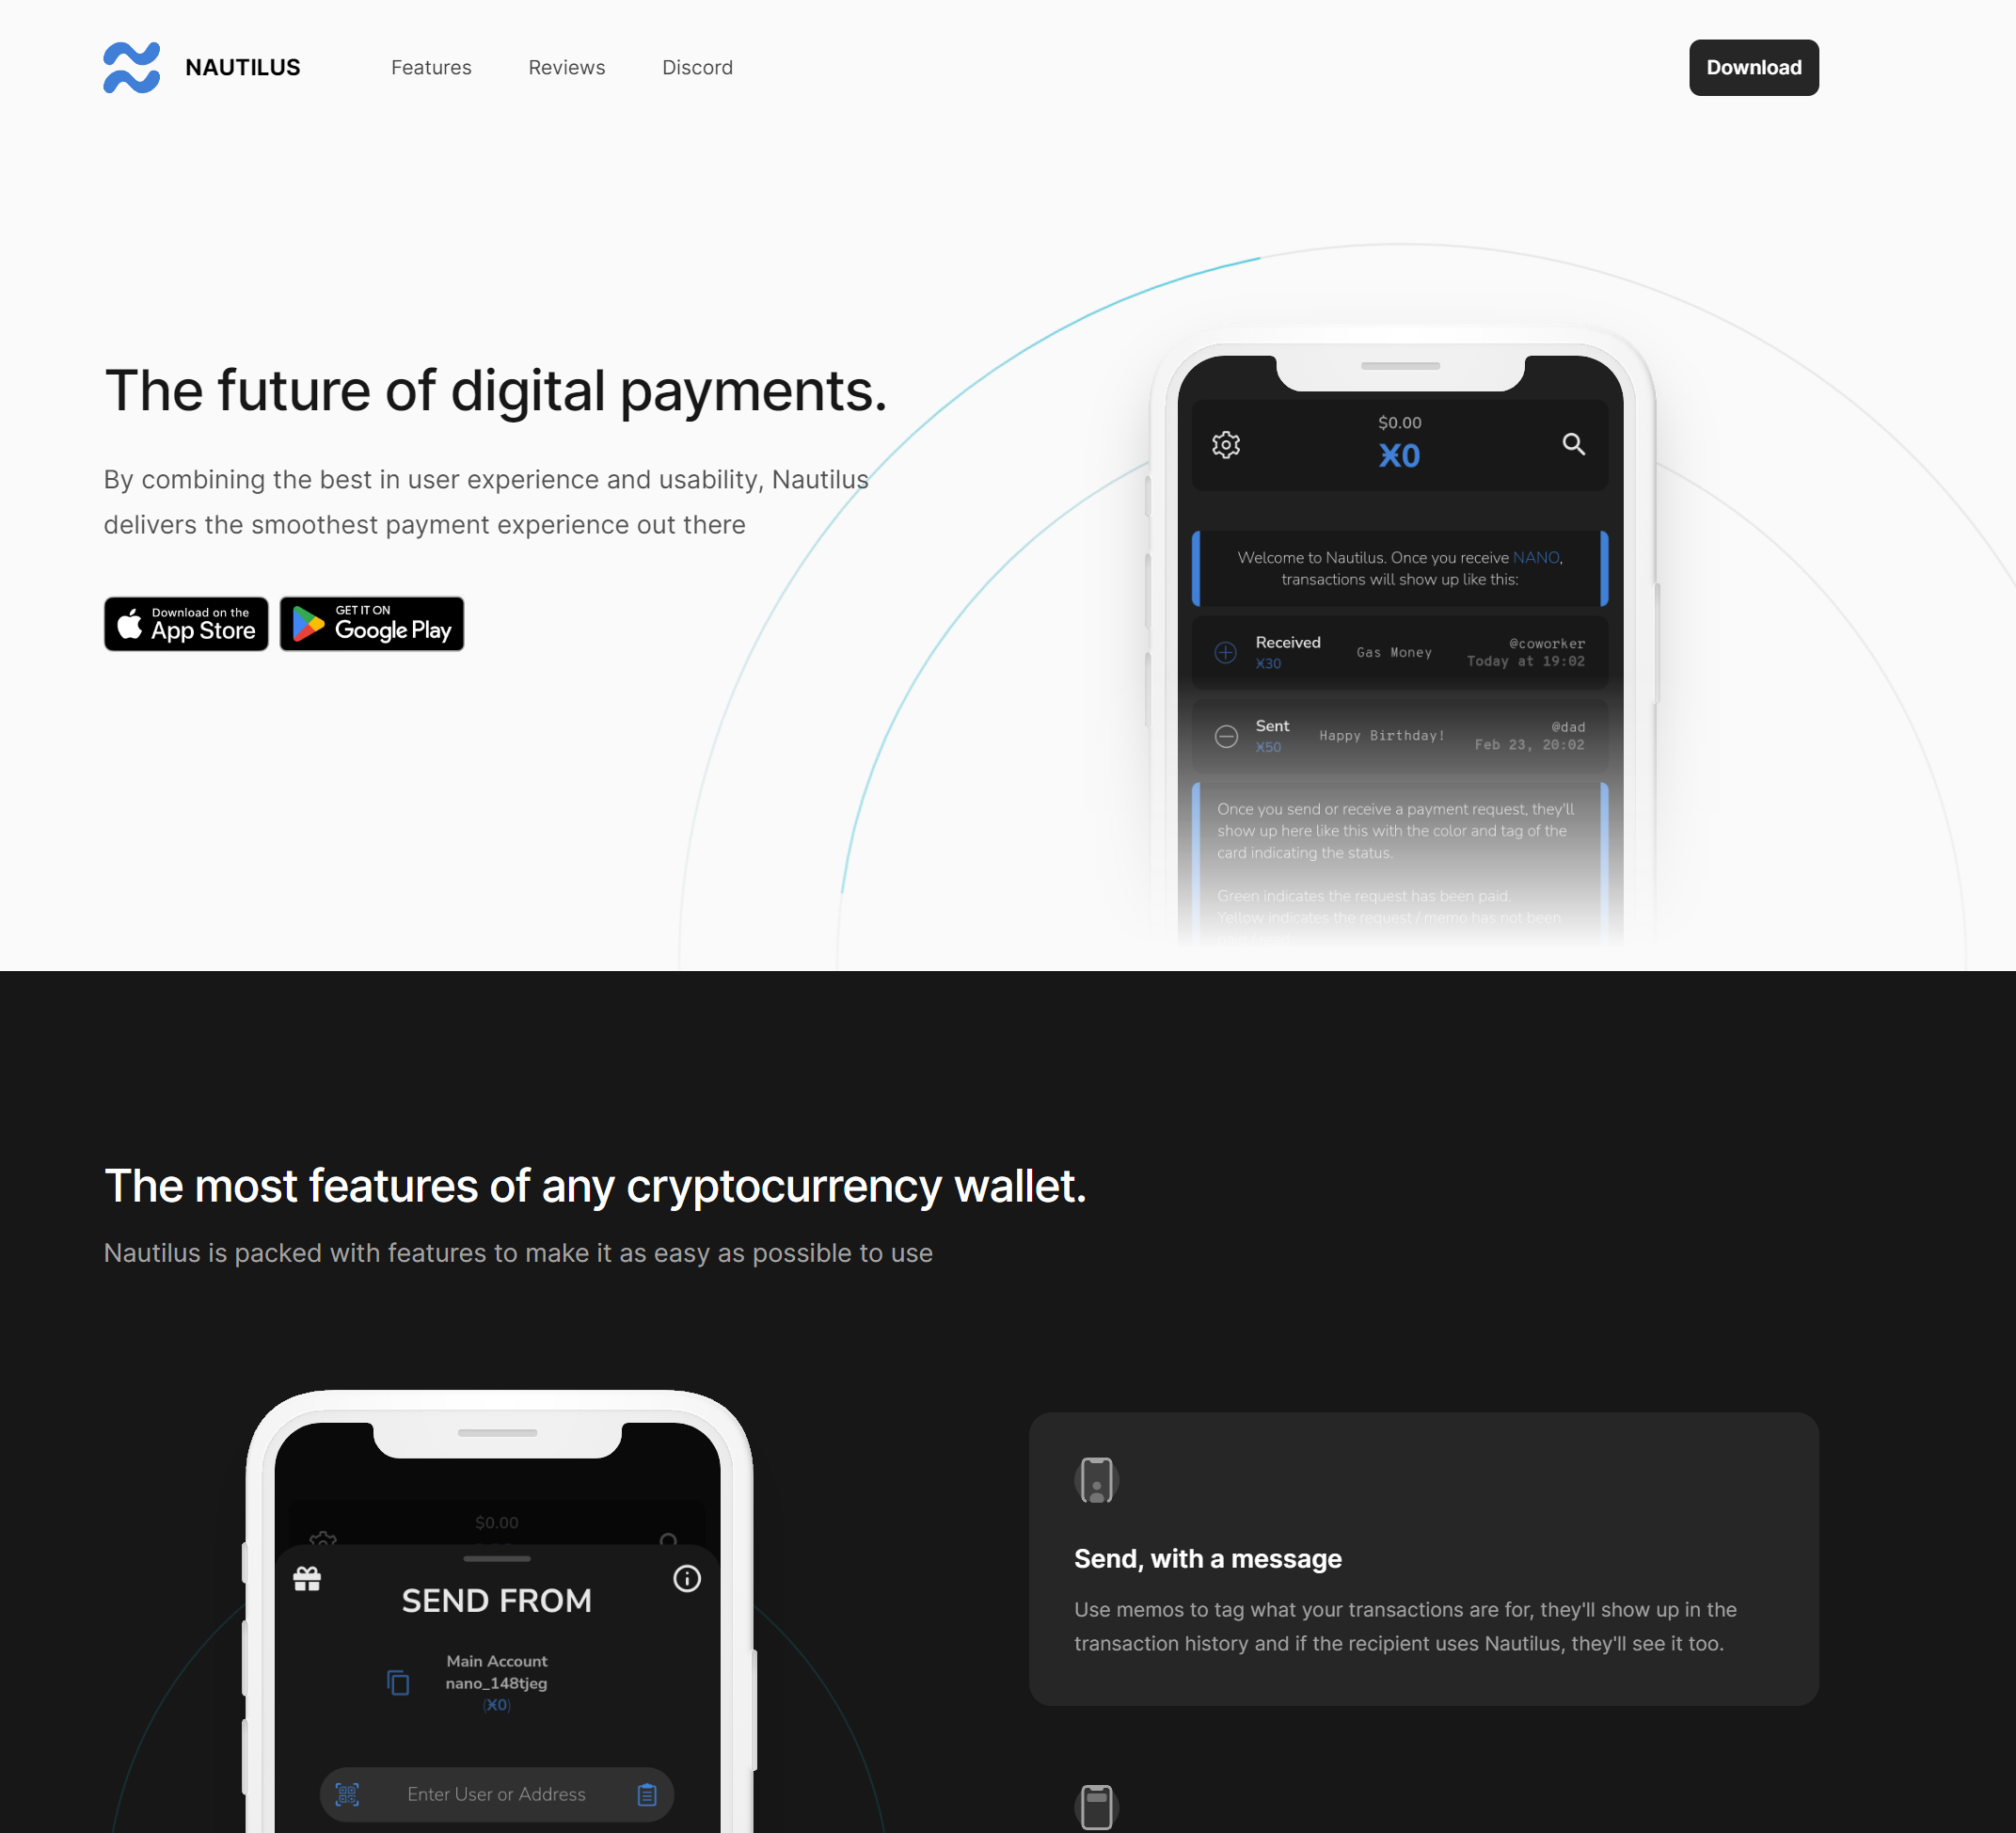 NAUTILUS
Features
Reviews
Discord
Download
The future of digital payments.
By combining the best in user experience and usability, Nautilus
delivers the smoothest payment experience out there
Download on the
App Store
GET IT ON
Google Play
$0.00
Ӿ0
Welcome to Nautilus. Once you receive NANO,
transactions will show up like this:
Received
Ӿ30
Gas Money
@coworker
Today at 19:02
Sent
Ӿ50
Happy Birthday!
@dad
Feb 23, 20:02
Once you send or receive a payment request, they'll
show up here like this with the color and tag of the
card indicating the status.
Green indicates the request has been paid.
Yellow indicates the request / memo has not been
The most features of any cryptocurrency wallet.
Nautilus is packed with features to make it as easy as possible to use
$0.00
SEND FROM
Main Account
nano_148tjeg
(Ӿ0)
Enter User or Address
Send, with a message
Use memos to tag what your transactions are for, they'll show up in the
transaction history and if the recipient uses Nautilus, they'll see it too.